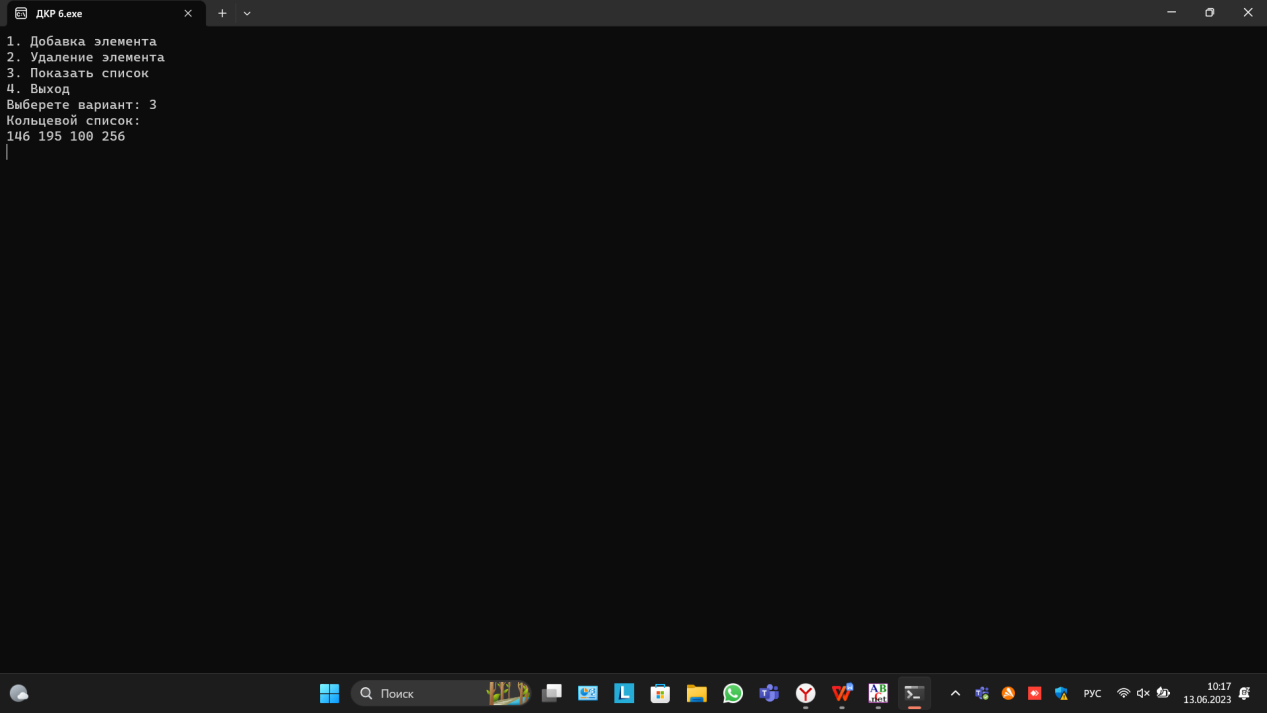 ДКР 6.exe
1. Добавка элемента
2. Удаление элемента
3. Показать список
4. Выход
Выберете вариант: 3
Кольцевой список:
146 195 100 256
Поиск
РУС
10:17
13.06.2023